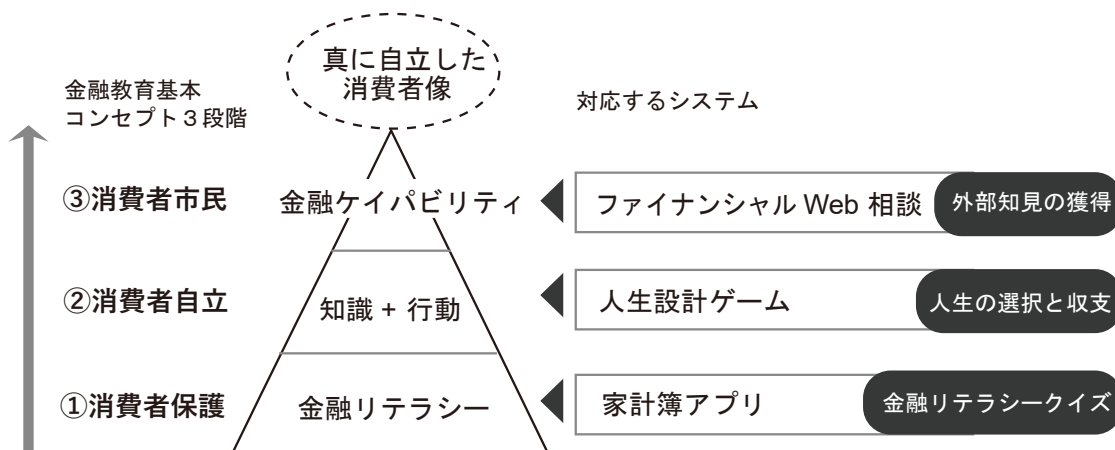 真に自立した
消費者像
金融教育基本
コンセプト３段階
対応するシステム
③消費者市民
金融ケイパビリティ
ファイナンシャル Web 相談
外部知見の獲得
②消費者自立
知識 + 行動
人生設計ゲーム
人生の選択と収支
①消費者保護
金融リテラシー
家計簿アプリ
金融リテラシークイズ